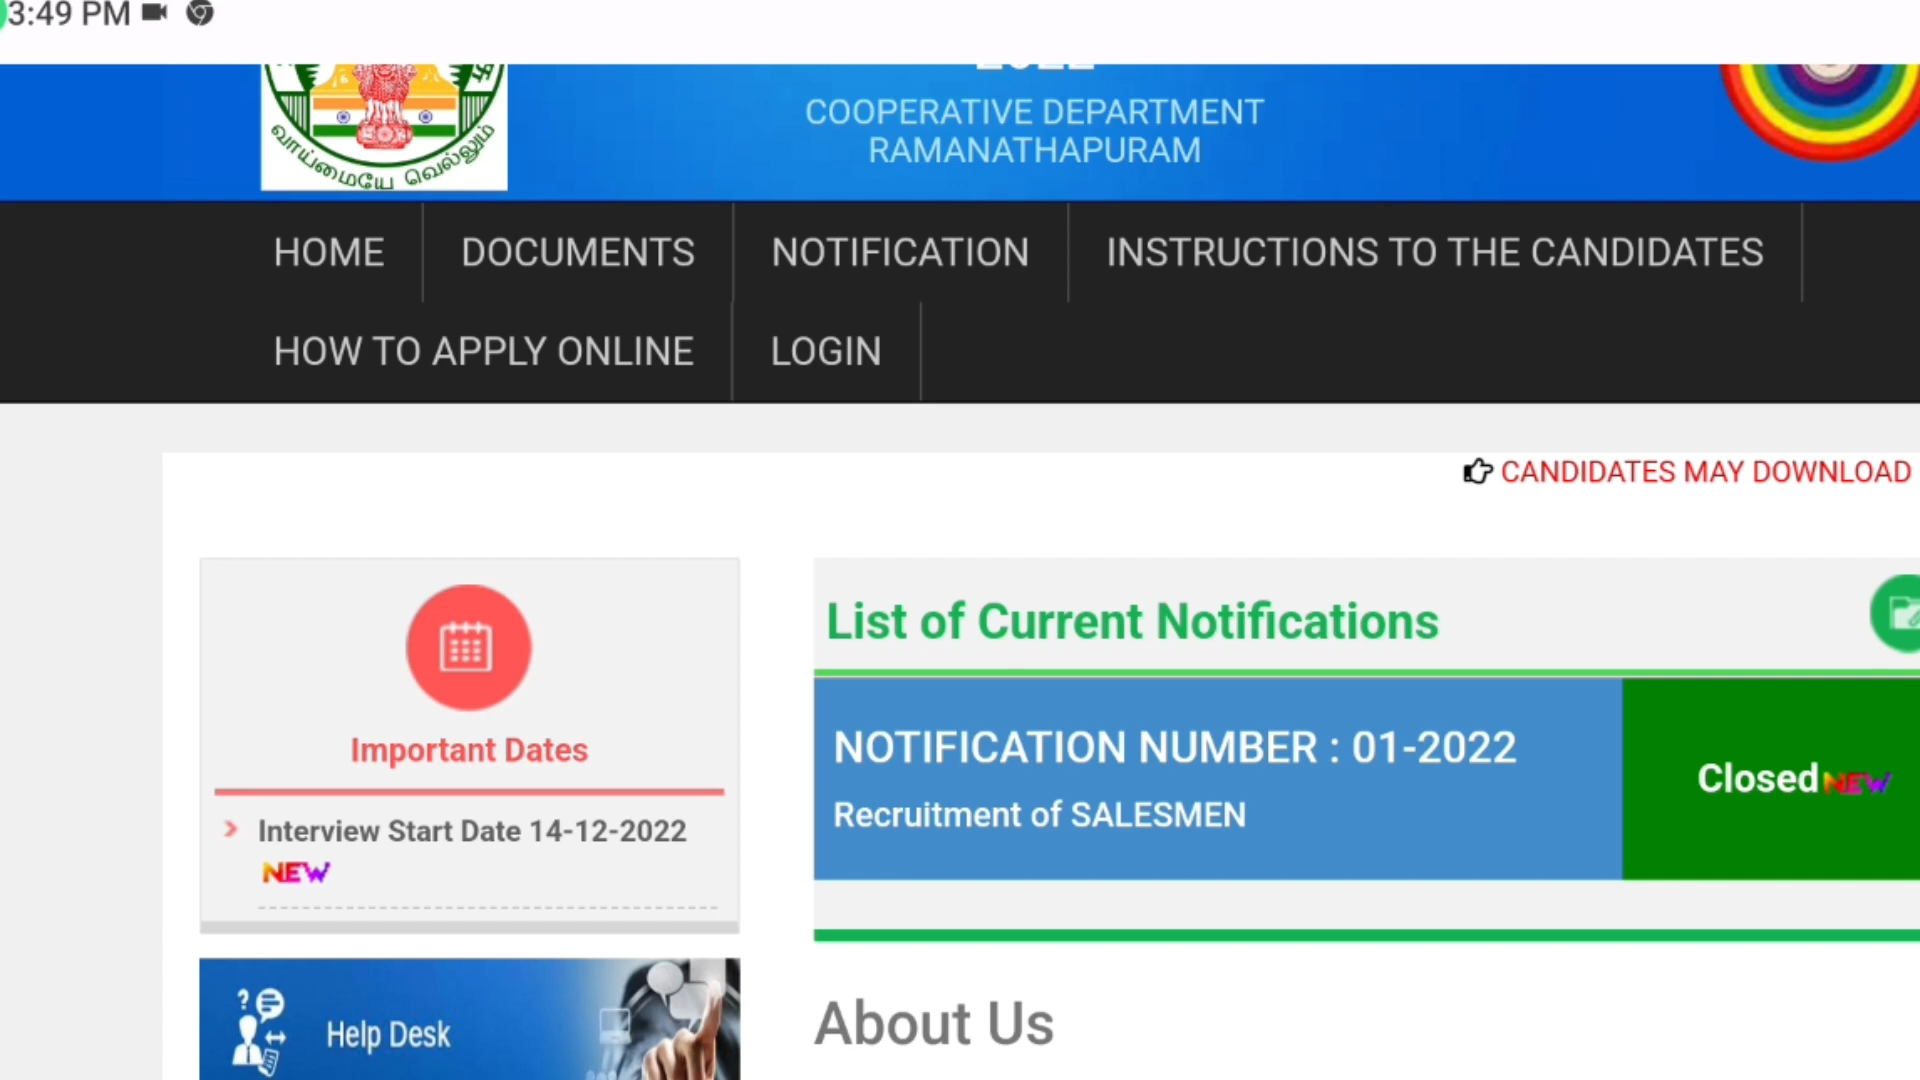 3:49 PM
2022
COOPERATIVE DEPARTMENT
RAMANATHAPURAM
வாய்மையே வெல்லும்
HOME
DOCUMENTS
NOTIFICATION
INSTRUCTIONS TO THE CANDIDATES
HOW TO APPLY ONLINE
LOGIN
CANDIDATES MAY DOWNLOAD
Important Dates
Interview Start Date 14-12-2022
NEW
List of Current Notifications
NOTIFICATION NUMBER : 01-2022
Recruitment of SALESMEN
Closed NEW
Help Desk
About Us